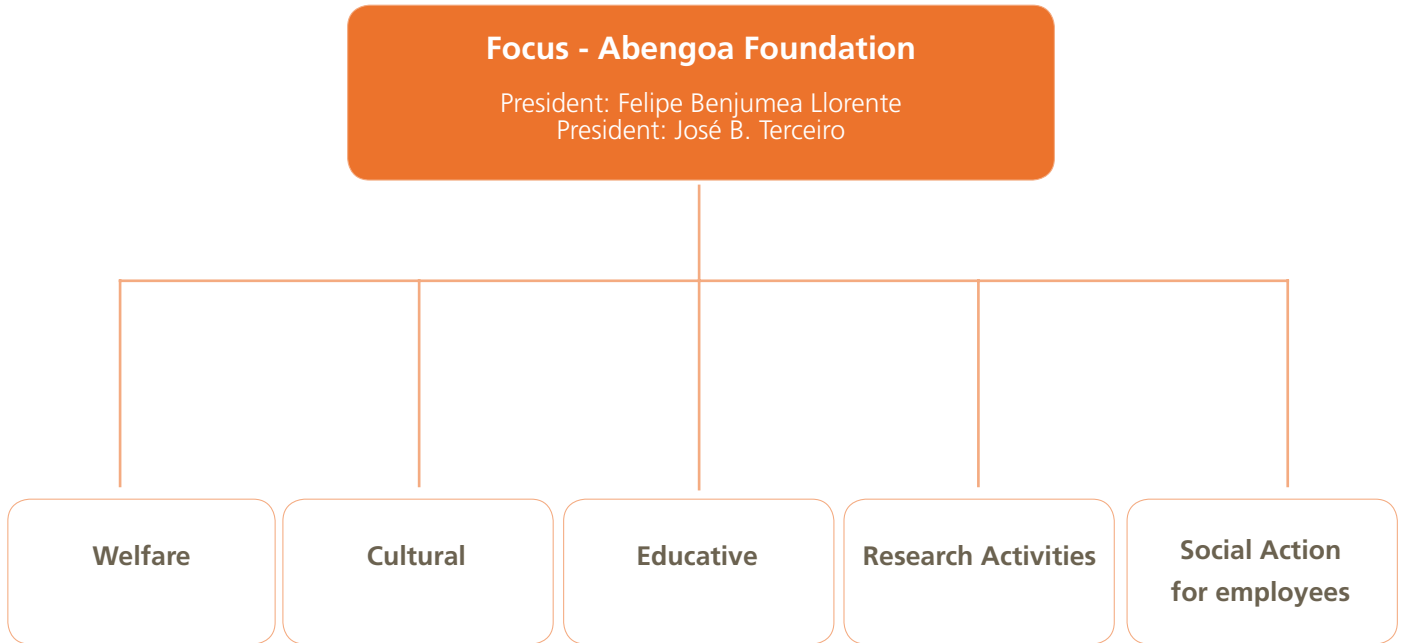 Focus - Abengoa Foundation
President: Felipe Benjumea Llorente
President: José B. Terceiro
Welfare
Cultural
Educative
Research Activities
Social Action
for employees